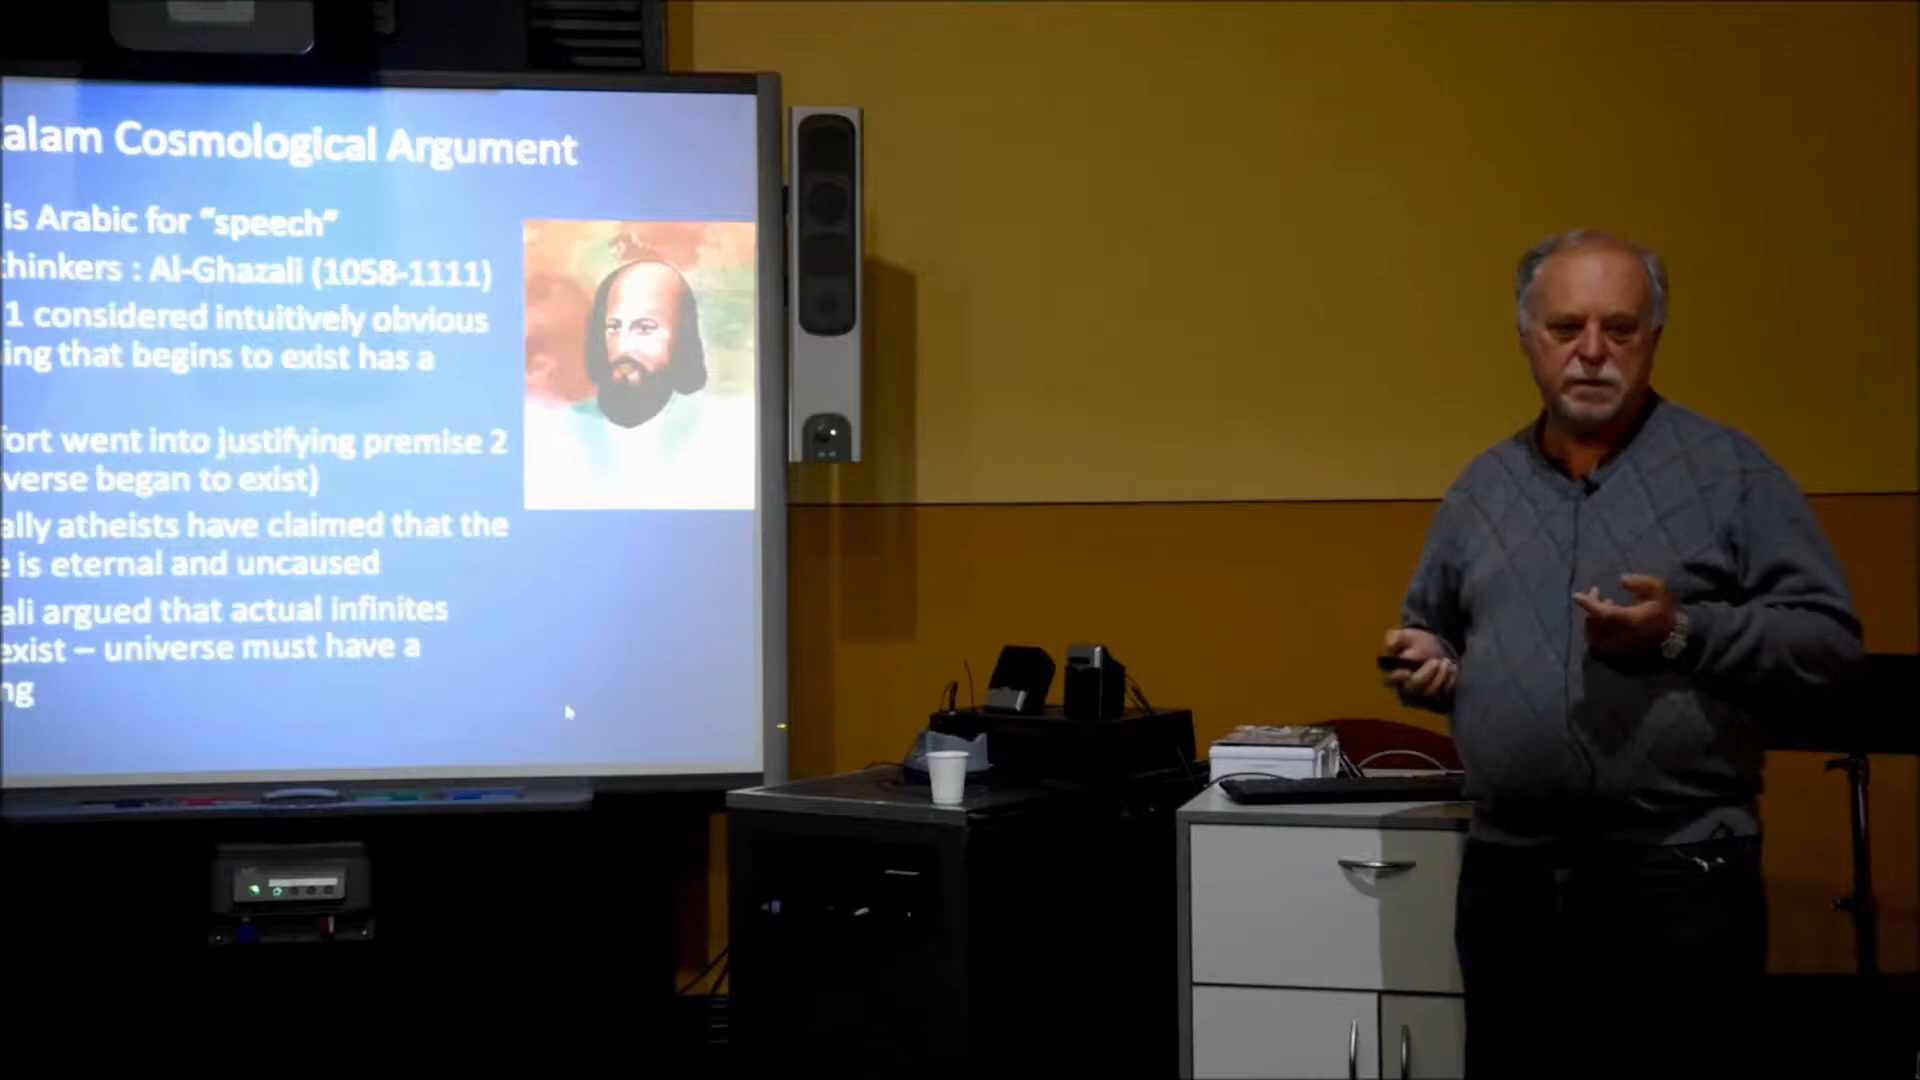 alam Cosmological Argument
is Arabic for “speech”
thinkers : Al-Ghazali (1058-1111)
1 considered intuitively obvious
ing that begins to exist has a
fort went into justifying premise 2
verse began to exist)
ally atheists have claimed that the
e is eternal and uncaused
ali argued that actual infinites
exist – universe must have a
ng